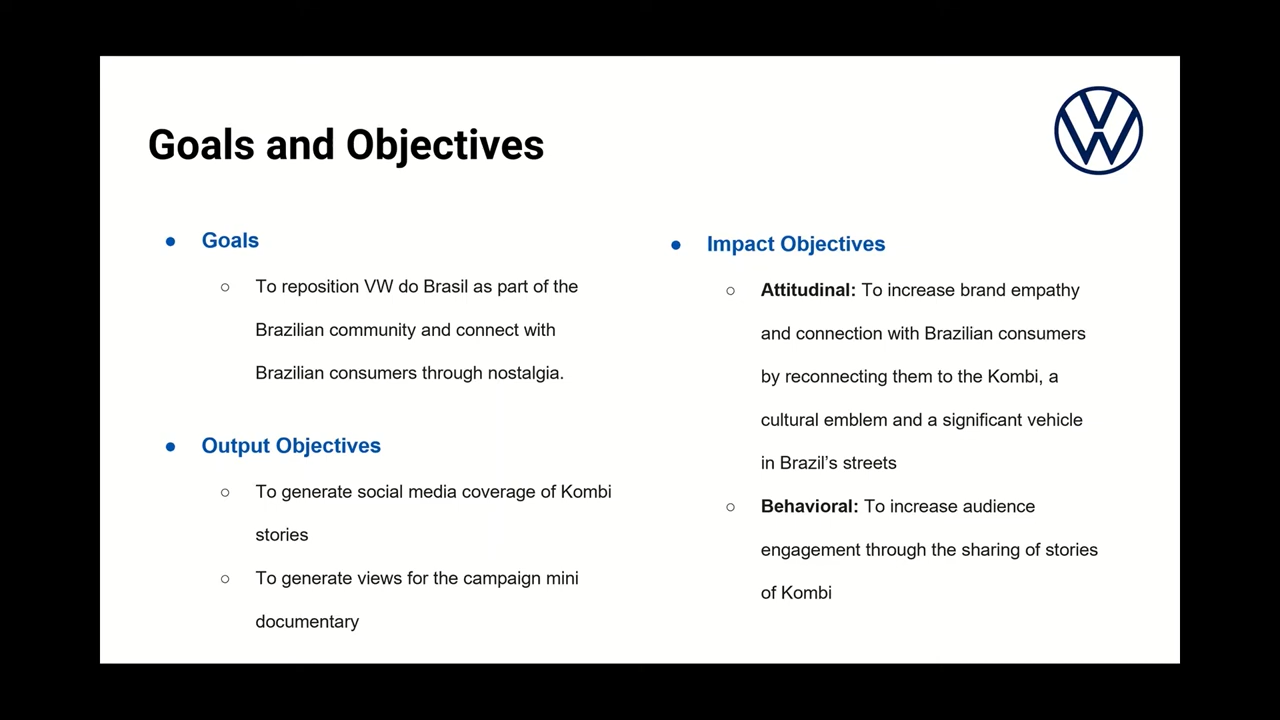 Goals and Objectives
● Goals
○ To reposition VW do Brasil as part of the
Brazilian community and connect with
Brazilian consumers through nostalgia.
● Output Objectives
○ To generate social media coverage of Kombi
stories
○ To generate views for the campaign mini
documentary
● Impact Objectives
○ Attitudinal: To increase brand empathy
and connection with Brazilian consumers
by reconnecting them to the Kombi, a
cultural emblem and a significant vehicle
in Brazil’s streets
○ Behavioral: To increase audience
engagement through the sharing of stories
of Kombi